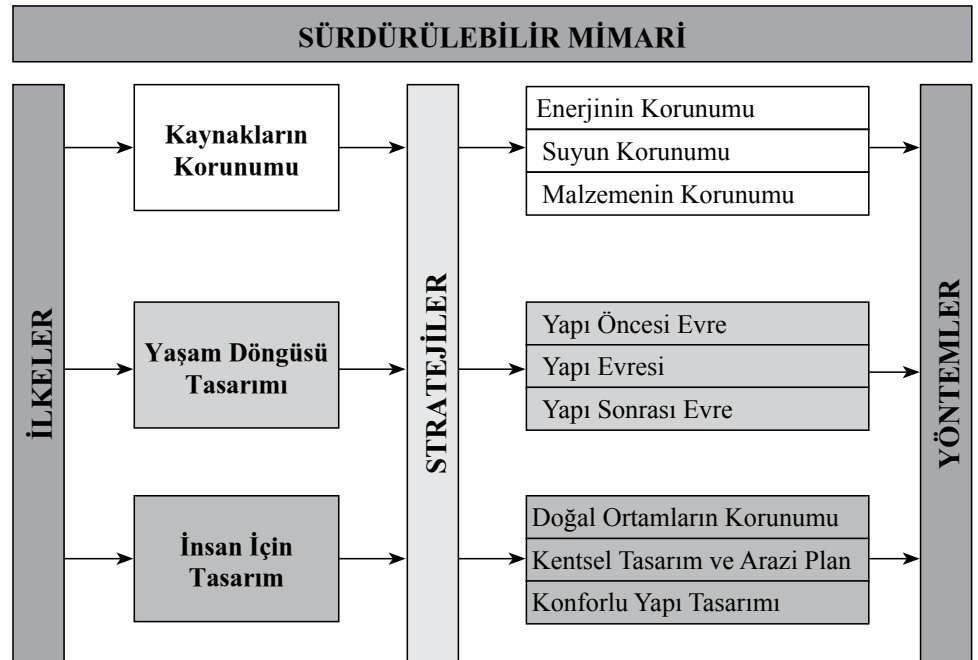 SÜRDÜRÜLEBİLİR MİMARİ
İLKELER
Kaynakların
Korunumu
Yaşam Döngüsü
Tasarımı
İnsan İçin
Tasarım
STRATEJİLER
Enerjinin Korunumu
Suyun Korunumu
Malzemenin Korunumu
Yapı Öncesi Evre
Yapı Evresi
Yapı Sonrası Evre
Doğal Ortamların Korunumu
Kentsel Tasarım ve Arazi Plan
Konforlu Yapı Tasarımı
YÖNTEMLER